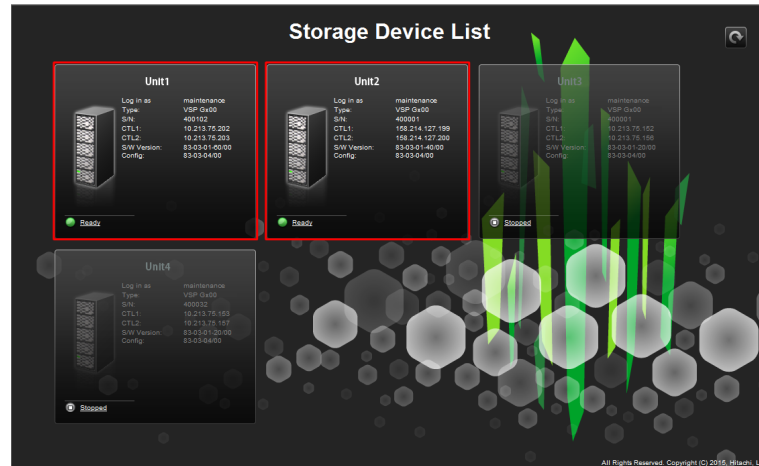 Storage Device List
Unit1
Log in as maintenance
Type: VSP Gx00
S/N: 400102
CTL1: 10.213.75.202
CTL2: 10.213.75.203
S/W Version: 83-03-01-60/00
Config: 83-03-04/00
Ready
Unit2
Log in as maintenance
Type: VSP Gx00
S/N: 400001
CTL1: 158.214.127.199
CTL2: 158.214.127.200
S/W Version: 83-03-01-40/00
Config: 83-03-04/00
Ready
Unit3
Log in as maintenance
Type: VSP Gx00
S/N: 400001
CTL1: 10.213.75.152
CTL2: 10.213.75.156
S/W Version: 83-03-01-20/00
Config: 83-03-04/00
Stopped
Unit4
Log in as maintenance
Type: VSP Gx00
S/N: 400032
CTL1: 10.213.75.153
CTL2: 10.213.75.157
S/W Version: 83-03-01-20/00
Config: 83-03-04/00
Stopped
All Rights Reserved. Copyright (C) 2015, Hitachi,